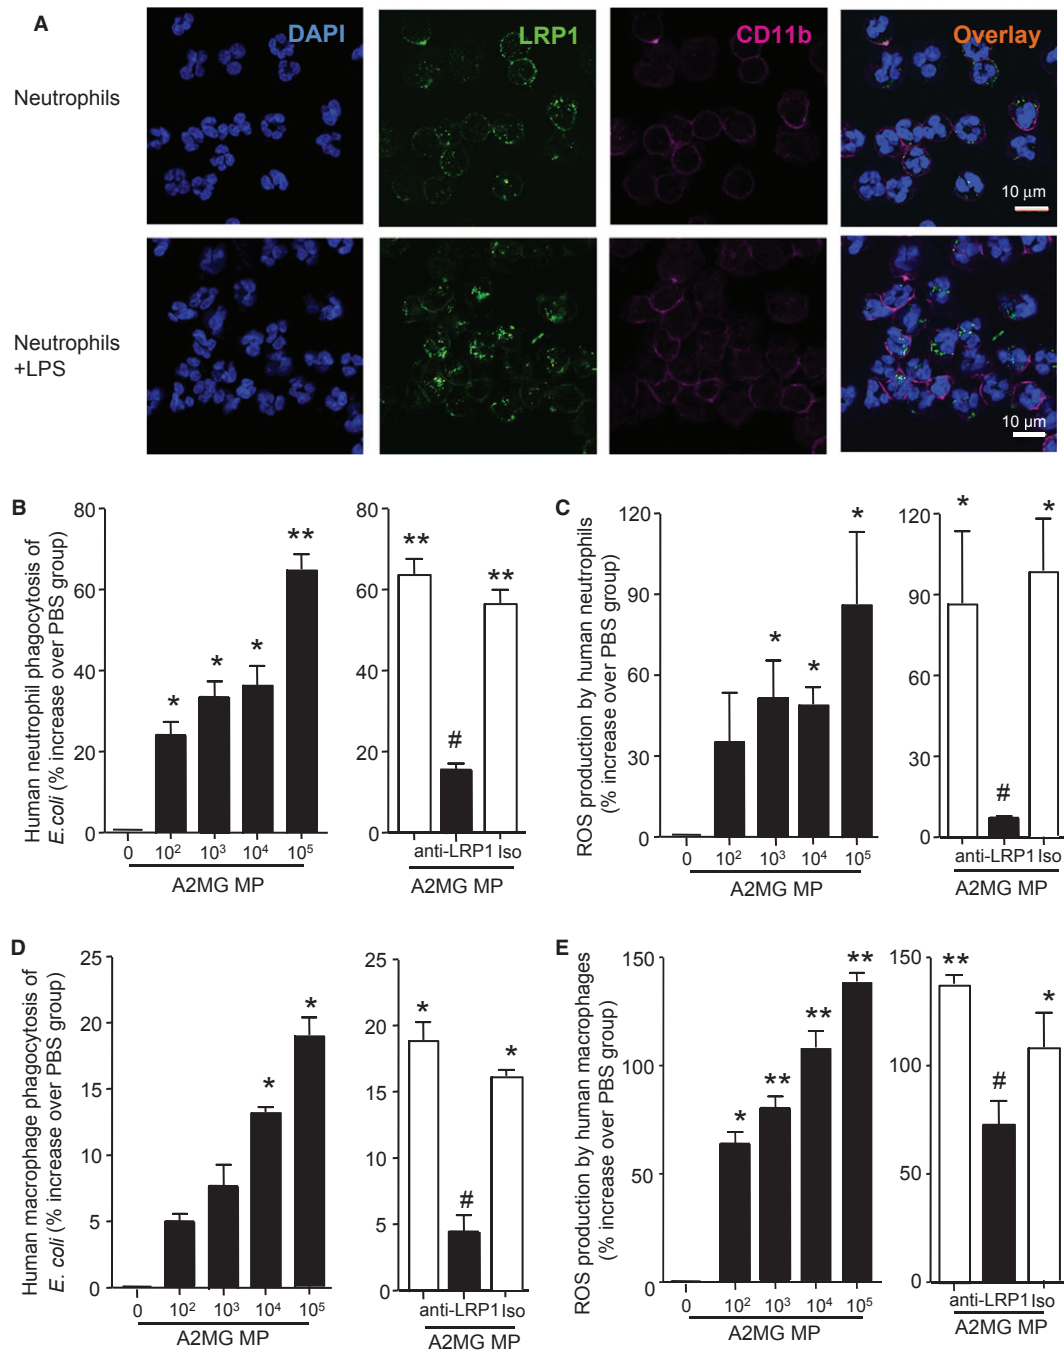 A
DAPI
LRP1
CD11b
Overlay
Neutrophils
10 µm
Neutrophils
+LPS
10 µm
B
Human neutrophil phagocytosis of
E.coli (% increase over PBS group)
80
60
40
20
0
*
*
*
**
0 10² 10³ 10⁴ 10⁵
A2MG MP
80
60
40
20
0
**
#
**
anti-LRP1 Iso
A2MG MP
C
ROS production by human neutrophils
(% increase over PBS group)
120
90
60
30
0
*
*
*
0 10² 10³ 10⁴ 10⁵
A2MG MP
120
90
60
30
0
*
#
*
anti-LRP1 Iso
A2MG MP
D
Human macrophage phagocytosis of
E. coli (% increase over PBS group)
25
20
15
10
5
0
*
*
0 10² 10³ 10⁴ 10⁵
A2MG MP
25
20
15
10
5
0
*
#
*
anti-LRP1 Iso
A2MG MP
E
ROS production by human macrophages
(% increase over PBS group)
150
100
50
0
*
**
**
**
0 10² 10³ 10⁴ 10⁵
A2MG MP
150
100
50
0
**
#
*
anti-LRP1 Iso
A2MG MP